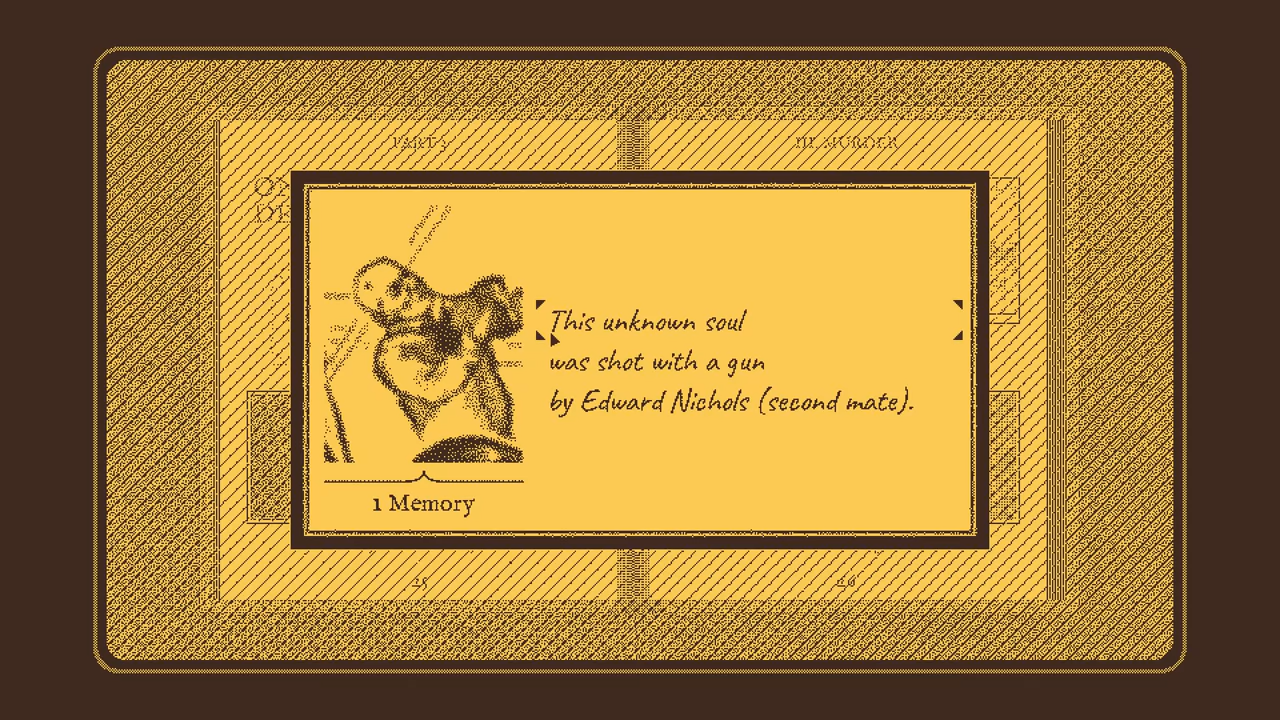 PART 3
III. MURDER
This unknown soul
was shot with a gun
by Edward Nichols (second mate).
1 Memory
25
26